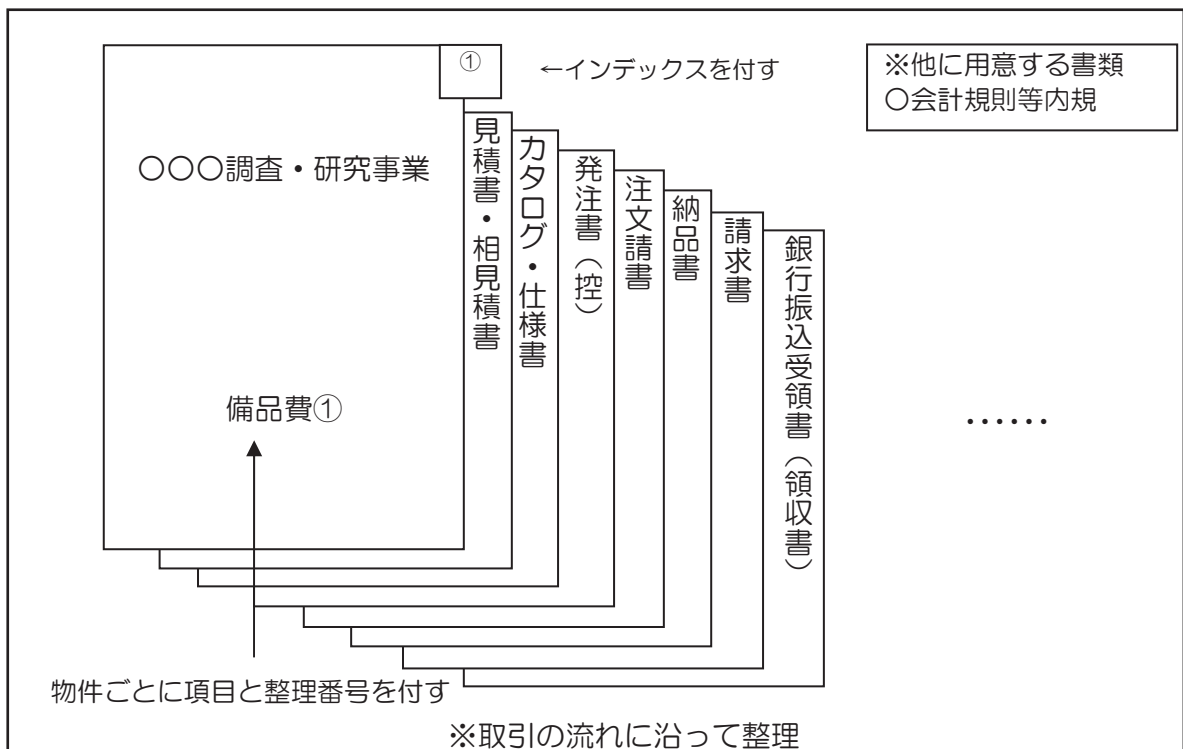 ①
←インデックスを付す
※他に用意する書類
○会計規則等内規
○○○調査・研究事業
備品費①
見積書・相見積書
カタログ・仕様書
発注書（控）
注文請書
納品書
請求書
銀行振込受領書（領収書）
……
物件ごとに項目と整理番号を付す
※取引の流れに沿って整理